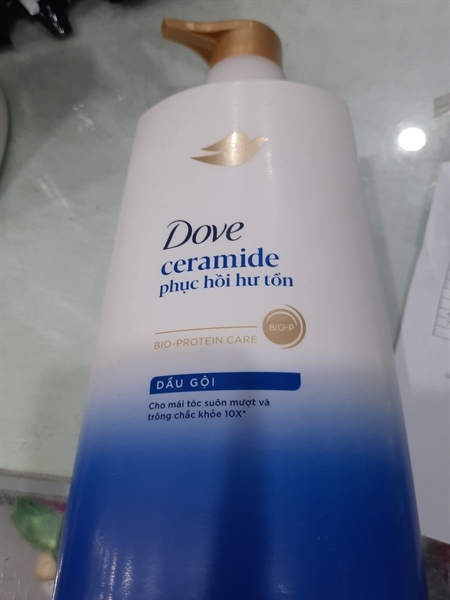 Dove
ceramide
phục hồi hư tổn
BIO-PROTEIN CARE
BIO-P
DẦU GỘI
Cho mái tóc suôn mượt và
trông chắc khỏe 10X*